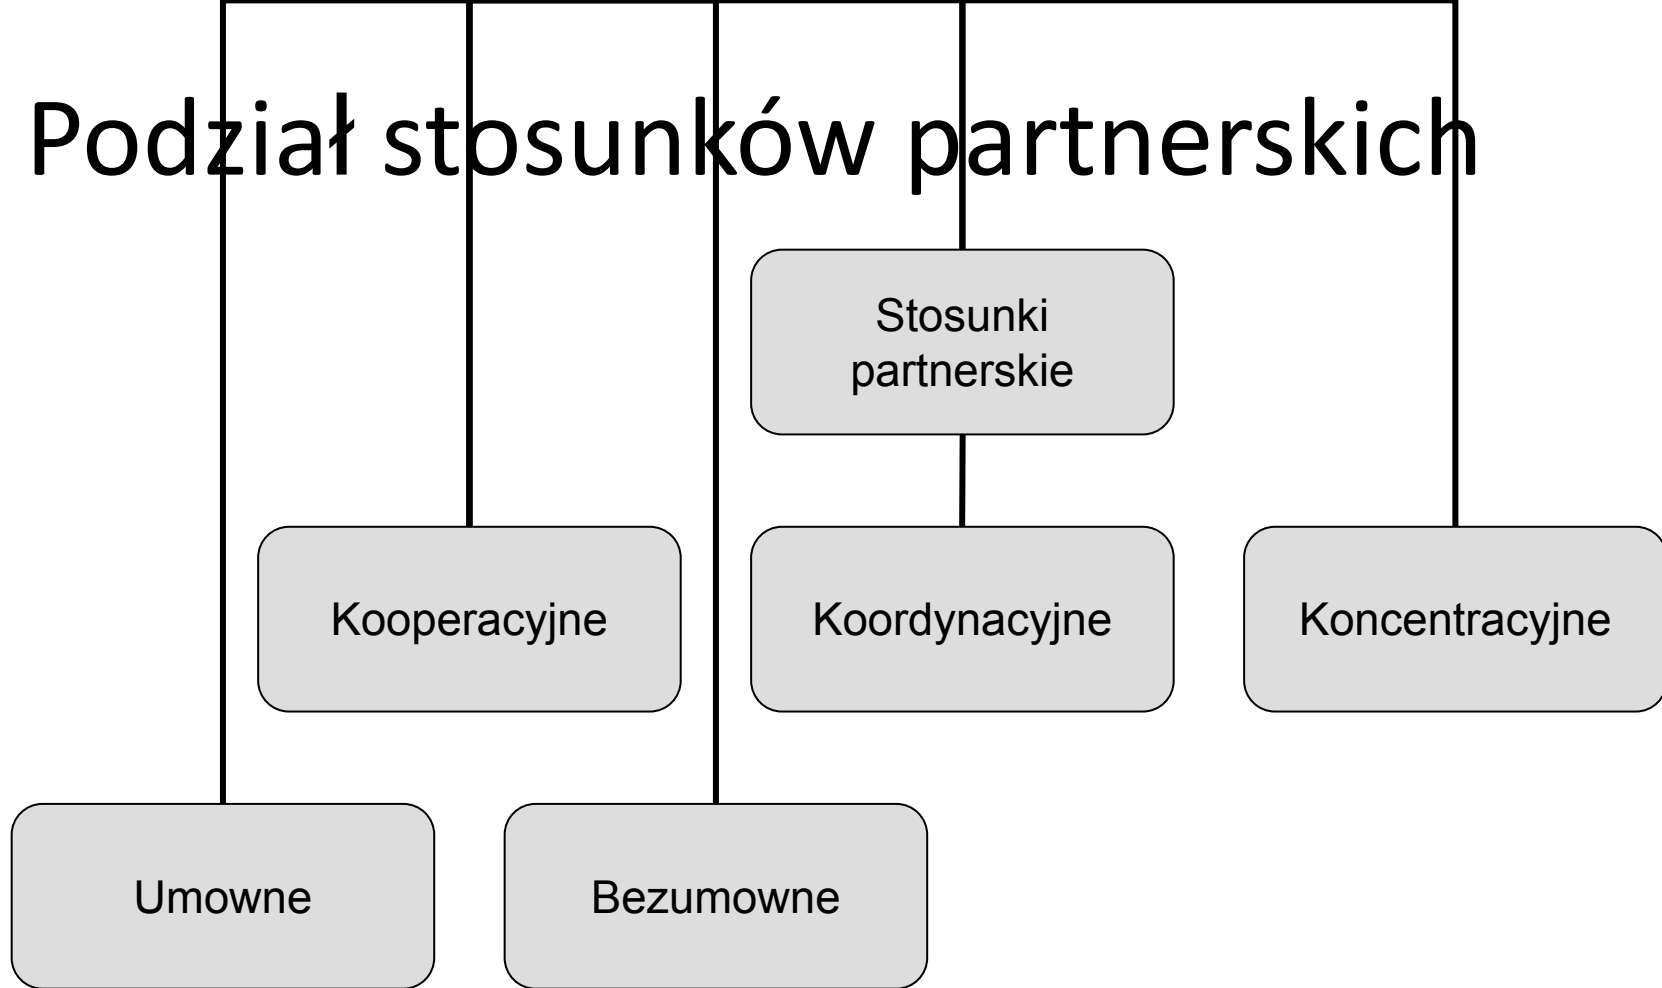 Podział stosunków partnerskich
Stosunki
partnerskie
Kooperacyjne
Koordynacyjne
Koncentracyjne
Umowne
Bezumowne